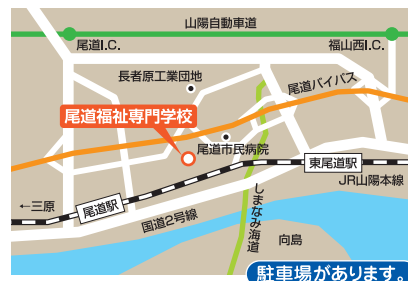 山陽自動車道
尾道I.C.
福山西I.C.
長者原工業団地
尾道バイパス
尾道福祉専門学校
尾道市民病院
東尾道駅
JR山陽本線
←三原
尾道駅
しまなみ海道
国道2号線
向島
駐車場があります。